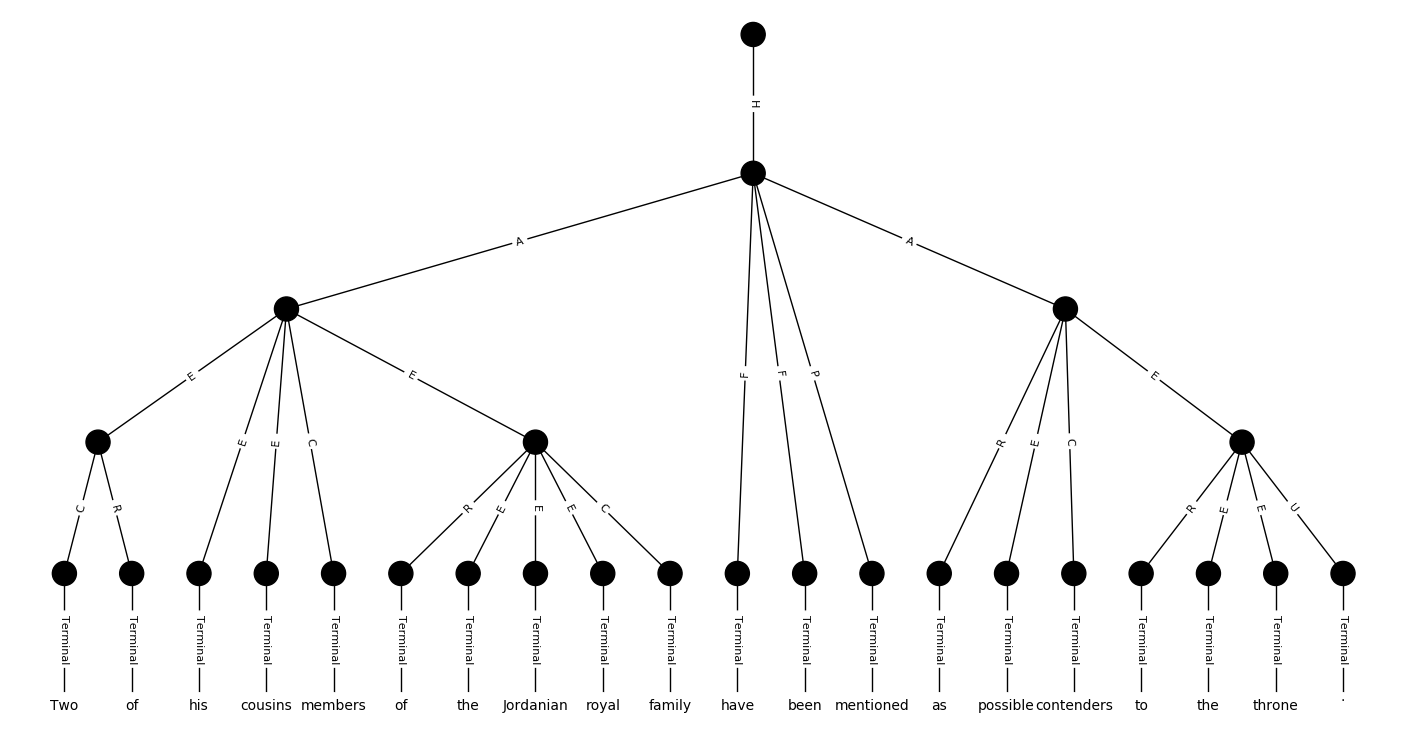 H
A A
E E F F P E
E E C R E C
C R R E E E C R E E U
Terminal Terminal Terminal Terminal Terminal Terminal Terminal Terminal Terminal Terminal Terminal Terminal Terminal Terminal Terminal Terminal Terminal Terminal Terminal Terminal
Two of his cousins members of the Jordanian royal family have been mentioned as possible contenders to the throne .